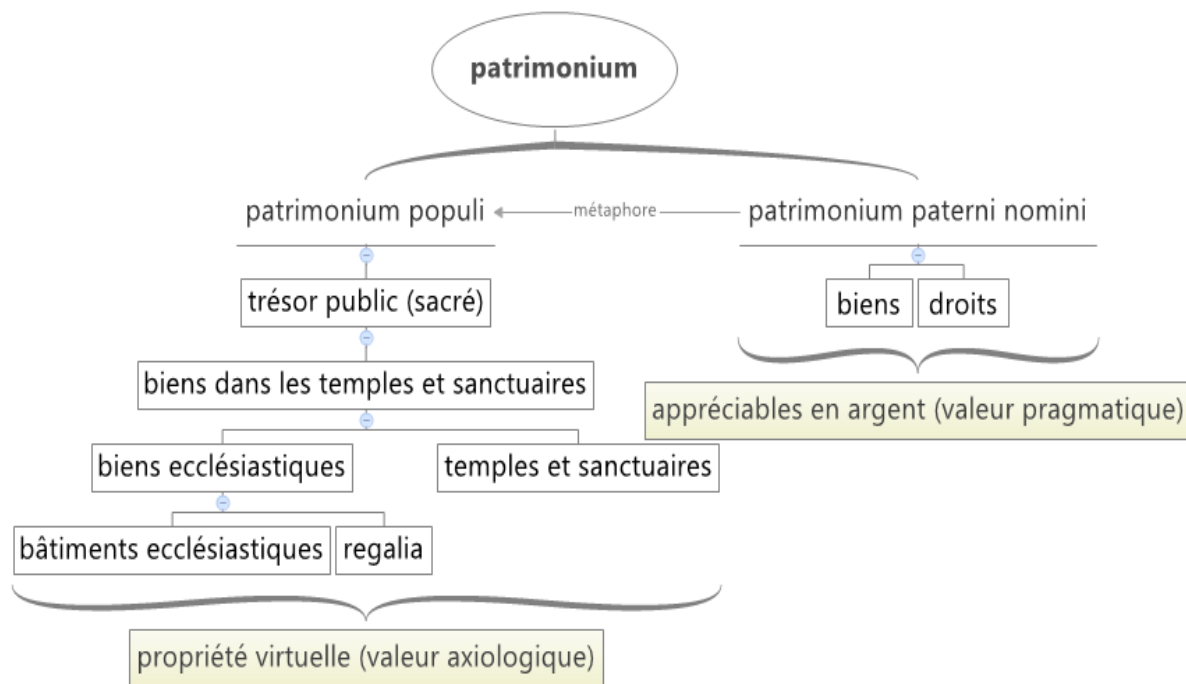 patrimonium
patrimonium populi
métaphore
patrimonium paterni nomini
trésor public (sacré)
biens
droits
biens dans les temples et sanctuaires
appréciables en argent (valeur pragmatique)
biens ecclésiastiques
temples et sanctuaires
bâtiments ecclésiastiques
regalia
propriété virtuelle (valeur axiologique)